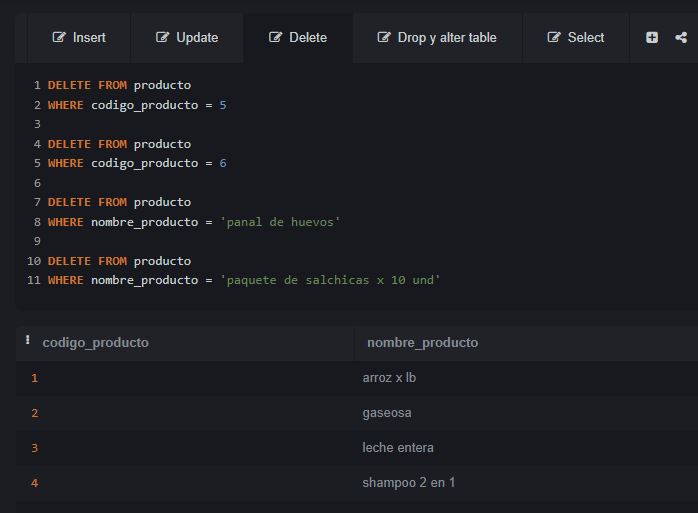 Insert Update Delete Drop y alter table Select
1 DELETE FROM producto
2 WHERE codigo_producto = 5
3
4 DELETE FROM producto
5 WHERE codigo_producto = 6
6
7 DELETE FROM producto
8 WHERE nombre_producto = 'panal de huevos'
9
10 DELETE FROM producto
11 WHERE nombre_producto = 'paquete de salchicas x 10 und'
codigo_producto nombre_producto
1 arroz x lb
2 gaseosa
3 leche entera
4 shampoo 2 en 1